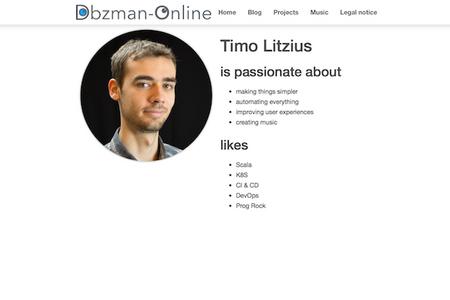 Dbzman-Online
Home Blog Projects Music Legal notice
Timo Litzius
is passionate about
making things simpler
automating everything
improving user experiences
creating music
likes
Scala
K8S
CI & CD
DevOps
Prog Rock